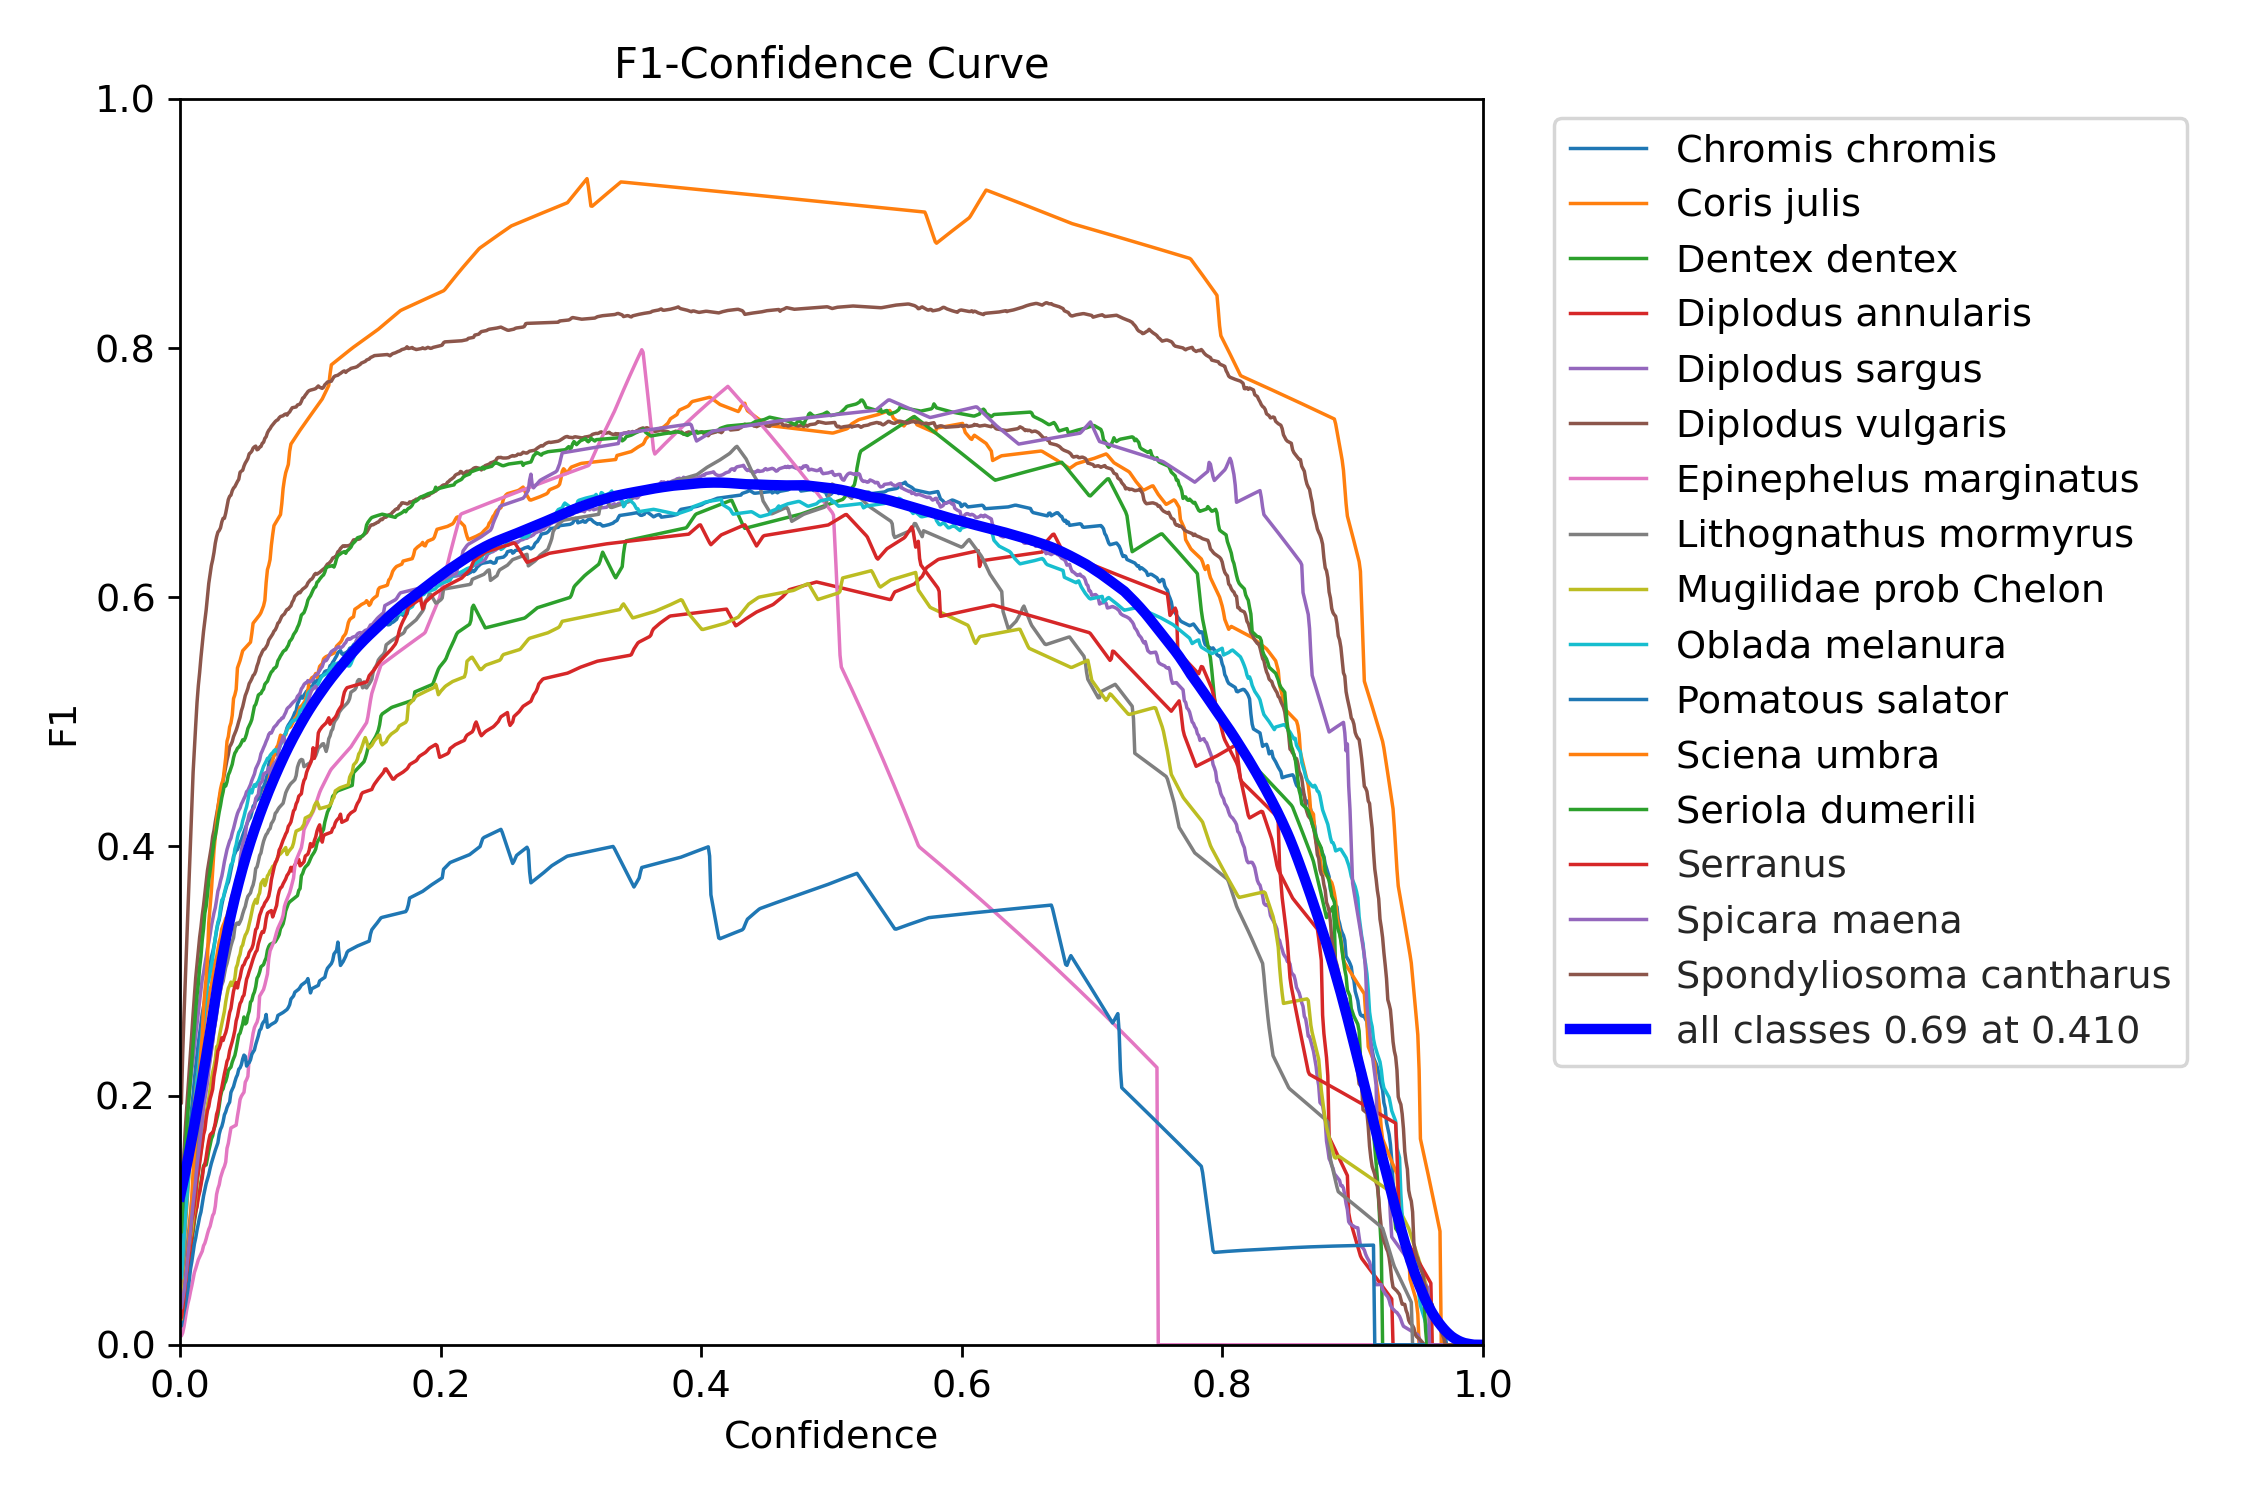 F1-Confidence Curve
1.0
0.8
0.6
0.4
0.2
0.0
F1
0.0 0.2 0.4 0.6 0.8 1.0
Confidence
Chromis chromis
Coris julis
Dentex dentex
Diplodus annularis
Diplodus sargus
Diplodus vulgaris
Epinephelus marginatus
Lithognathus mormyrus
Mugilidae prob Chelon
Oblada melanura
Pomatous salator
Sciena umbra
Seriola dumerili
Serranus
Spicara maena
Spondyliosoma cantharus
all classes 0.69 at 0.410